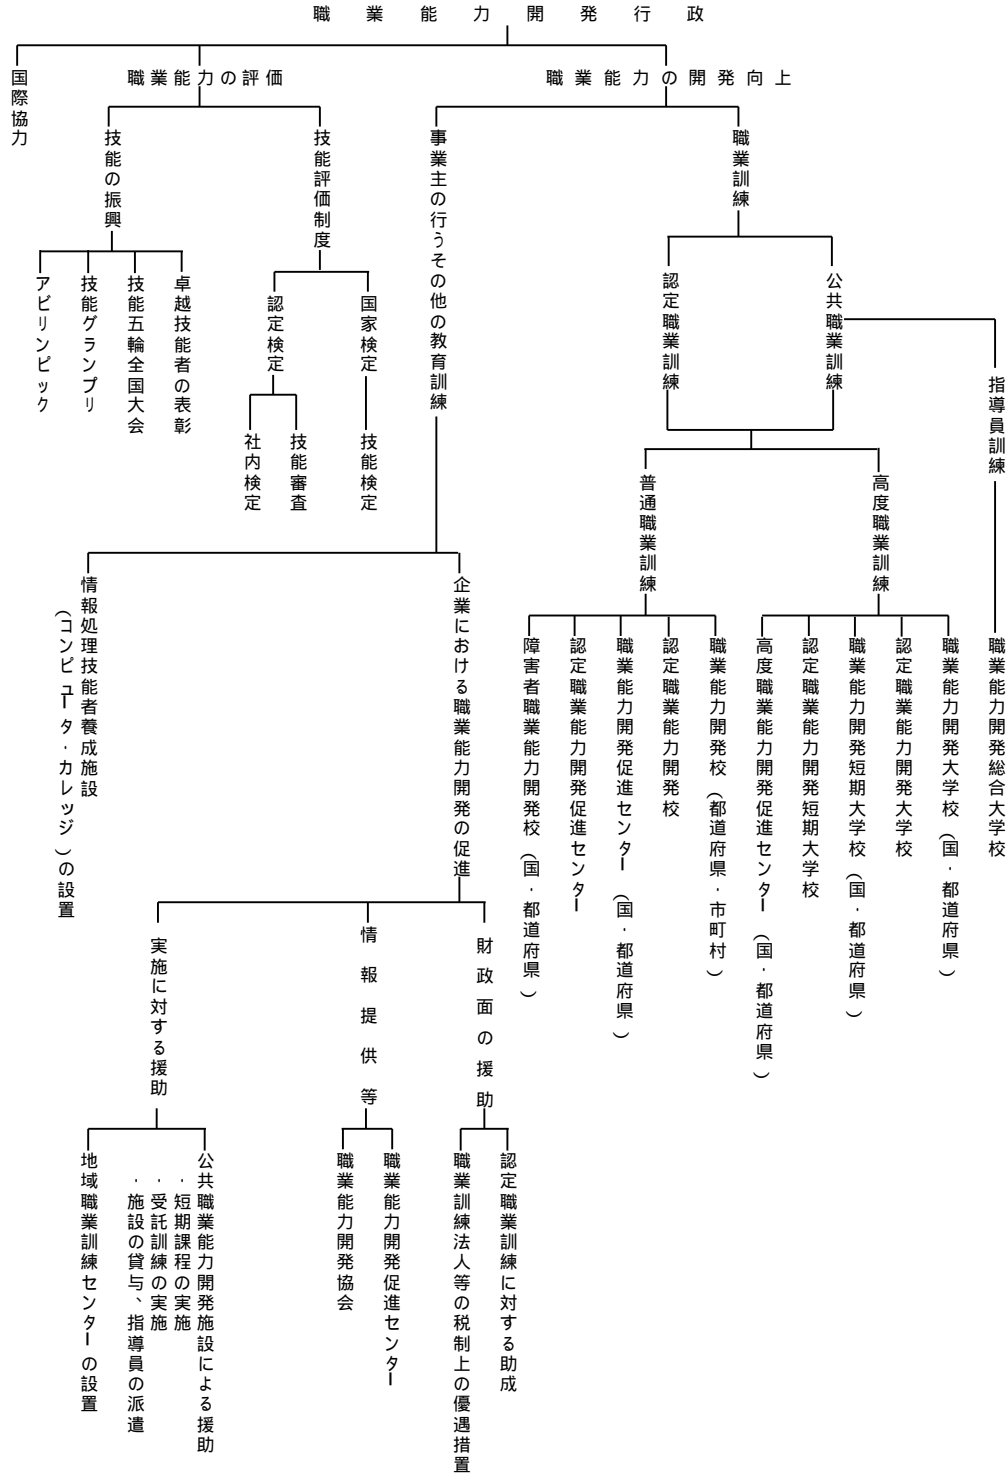 職業能力開発行政
職業能力の開発向上
職業能力の評価
国際協力
職業訓練
事業主の行うその他の教育訓練
技能評価制度
技能の振興
公共職業訓練
認定職業訓練
指導員訓練
国家検定
認定検定
卓越技能者の表彰
技能五輪全国大会
技能グランプリ
アビリンピック
技能検定
技能審査
社内検定
高度職業訓練
普通職業訓練
職業能力開発総合大学校
職業能力開発大学校(国・都道府県)
認定職業能力開発大学校
職業能力開発短期大学校(国・都道府県)
認定職業能力開発短期大学校
高度職業能力開発促進センター(国・都道府県)
職業能力開発校(都道府県・市町村)
認定職業能力開発校
職業能力開発促進センター(国・都道府県)
認定職業能力開発促進センター
障害者職業能力開発校(国・都道府県)
企業における職業能力開発の促進
情報処理技能者養成施設
(コンピュータ・カレッジ)の設置
財政面の援助
情報提供等
実施に対する援助
認定職業訓練に対する助成
職業訓練法人等の税制上の優遇措置
職業能力開発促進センター
職業能力開発協会
公共職業能力開発施設による援助
・短期課程の実施
・受託訓練の実施
・施設の貸与、指導員の派遣
地域職業訓練センターの設置